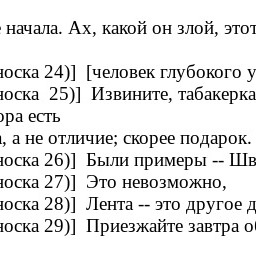 начала. Ах, какой он злой, этот
носка 24)] [человек глубокого у
носка 25)] Извините, табакерка
ора есть
, а не отличие; скорее подарок.
носка 26)] Были примеры -- Шв
носка 27)] Это невозможно,
носка 28)] Лента -- это другое д
носка 29)] Приезжайте завтра об